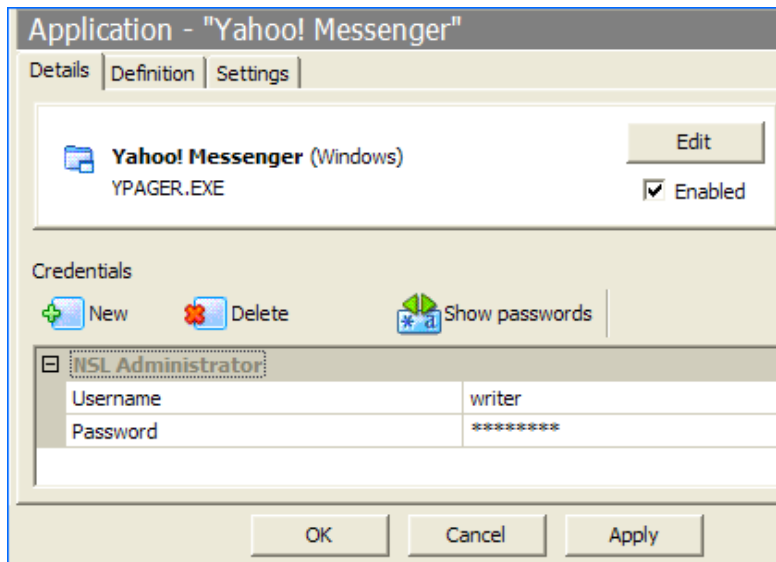 Application - "Yahoo! Messenger"
Details Definition Settings
Yahoo! Messenger (Windows) Edit
YPAGER.EXE Enabled
Credentials
New Delete * a Show passwords
NSL Administrator
Username writer
Password ********
OK Cancel Apply